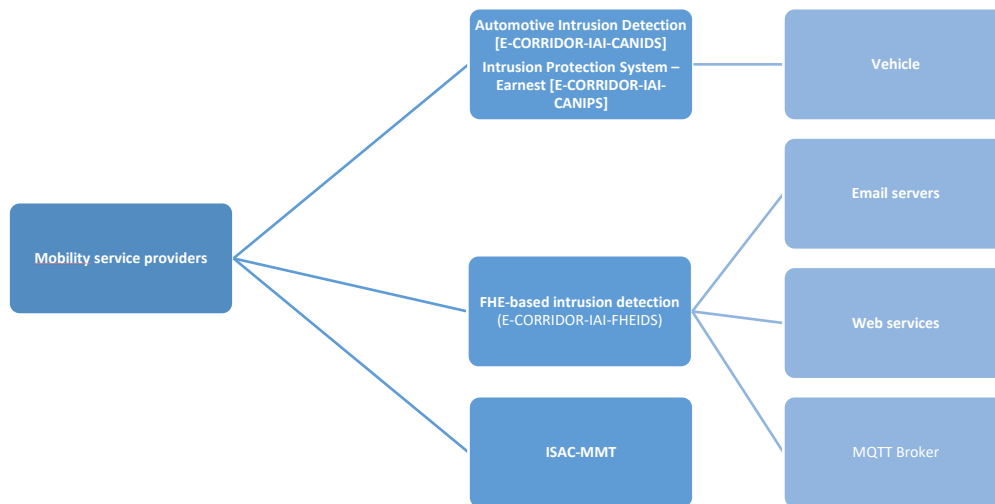 Automotive Intrusion Detection
[E-CORRIDOR-IAI-CANIDS]
Intrusion Protection System –
Earnest [E-CORRIDOR-IAI-
CANIPS]
Vehicle
Email servers
Mobility service providers
FHE-based intrusion detection
(E-CORRIDOR-IAI-FHEIDS)
Web services
ISAC-MMT
MQTT Broker